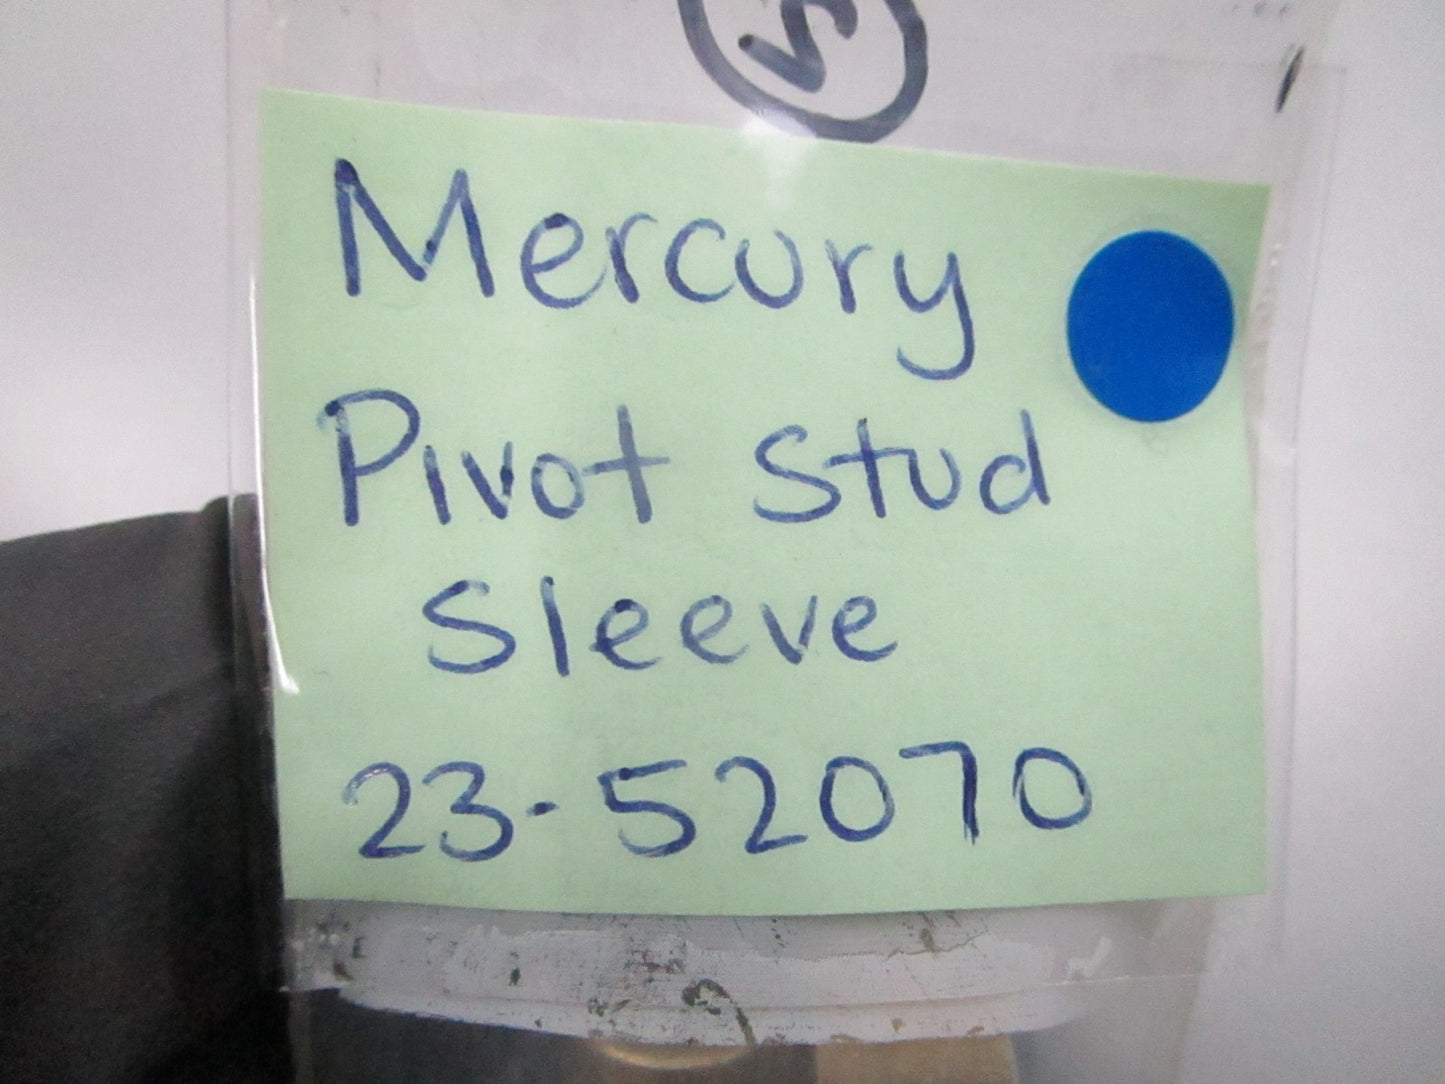 Mercury
Pivot Stud
Sleeve
23-52070